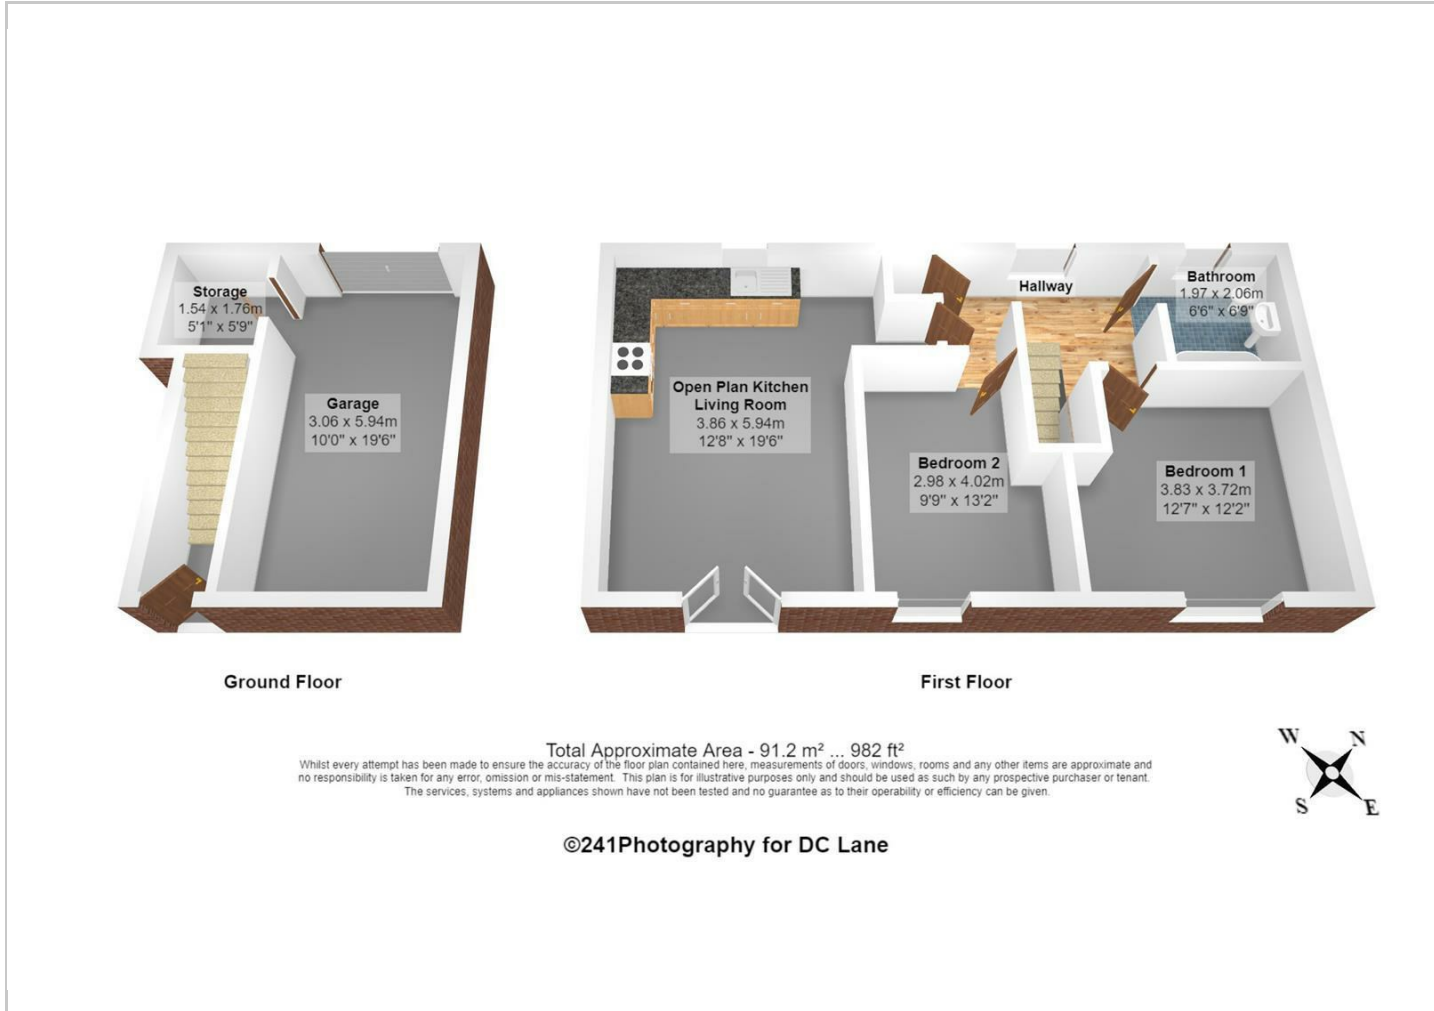 Storage
1.54 x 1.76m
5'1" x 5'9"
Garage
3.06 x 5.94m
10'0" x 19'6"
Open Plan Kitchen
Living Room
3.86 x 5.94m
12'8" x 19'6"
Hallway
Bathroom
1.97 x 2.06m
6'6" x 6'9"
Bedroom 2
2.98 x 4.02m
9'9" x 13'2"
Bedroom 1
3.83 x 3.72m
12'7" x 12'2"
Ground Floor
First Floor
Total Approximate Area - 91.2 m² ... 982 ft²
Whilst every attempt has been made to ensure the accuracy of the floor plan contained here, measurements of doors, windows, rooms and any other items are approximate and
no responsibility is taken for any error, omission or mis-statement. This plan is for illustrative purposes only and should be used as such by any prospective purchaser or tenant.
The services, systems and appliances shown have not been tested and no guarantee as to their operability or efficiency can be given.
©241Photography for DC Lane
W N
S E